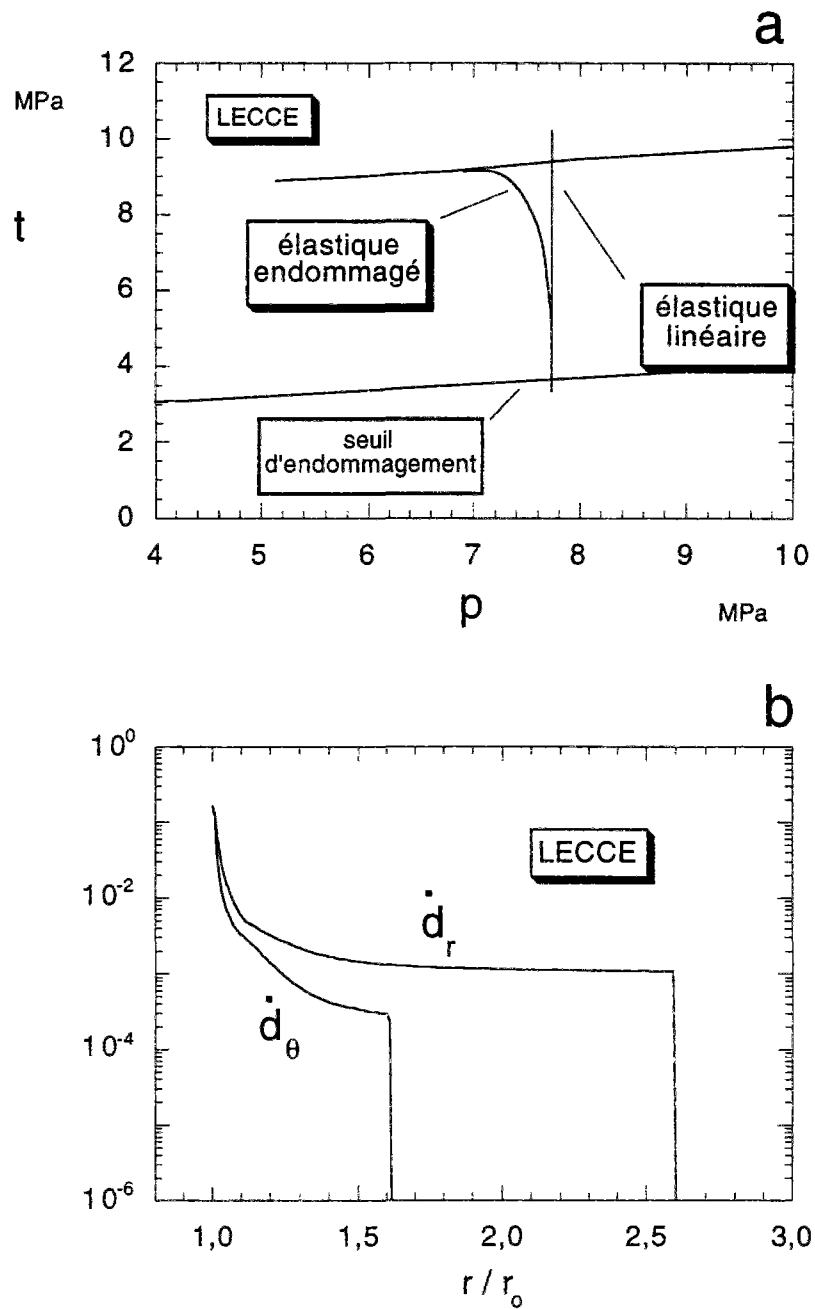 a
12
MPa
10
LECCE
8
t
élastique
endommagé
6
élastique
linéaire
4
seuil
d'endommagement
2
0
4 5 6 7 8 9 10
p
MPa
b
10⁰
LECCE
10⁻²
ḋr
ḋθ
10⁻⁴
10⁻⁶
1,0 1,5 2,0 2,5 3,0
r / ro